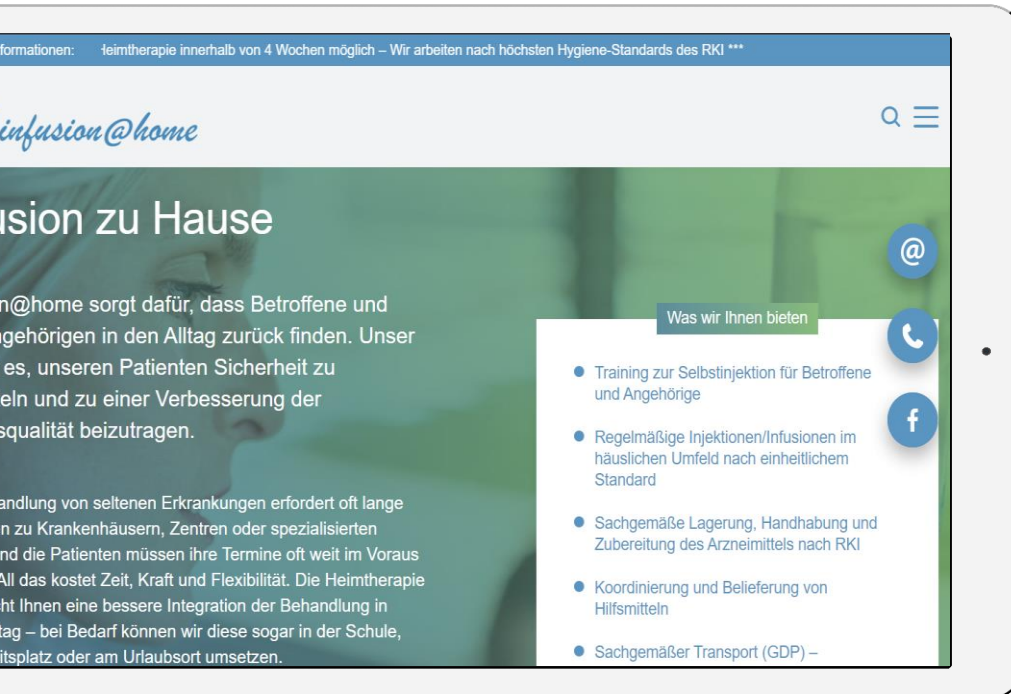 formationen: Heimtherapie innerhalb von 4 Wochen möglich – Wir arbeiten nach höchsten Hygiene-Standards des RKI ***
infusion@home
usion zu Hause
n@home sorgt dafür, dass Betroffene und
ngehörigen in den Alltag zurück finden. Unser
es, unseren Patienten Sicherheit zu
eln und zu einer Verbesserung der
squalität beizutragen.
andlung von seltenen Erkrankungen erfordert oft lange
n zu Krankenhäusern, Zentren oder spezialisierten
nd die Patienten müssen ihre Termine oft weit im Voraus
All das kostet Zeit, Kraft und Flexibilität. Die Heimtherapie
cht Ihnen eine bessere Integration der Behandlung in
tag – bei Bedarf können wir diese sogar in der Schule,
itsplatz oder am Urlaubsort umsetzen.
Was wir Ihnen bieten
Training zur Selbstinjektion für Betroffene
und Angehörige
Regelmäßige Injektionen/Infusionen im
häuslichen Umfeld nach einheitlichem
Standard
Sachgemäße Lagerung, Handhabung und
Zubereitung des Arzneimittels nach RKI
Koordinierung und Belieferung von
Hilfsmitteln
Sachgemäßer Transport (GDP) –
@
f